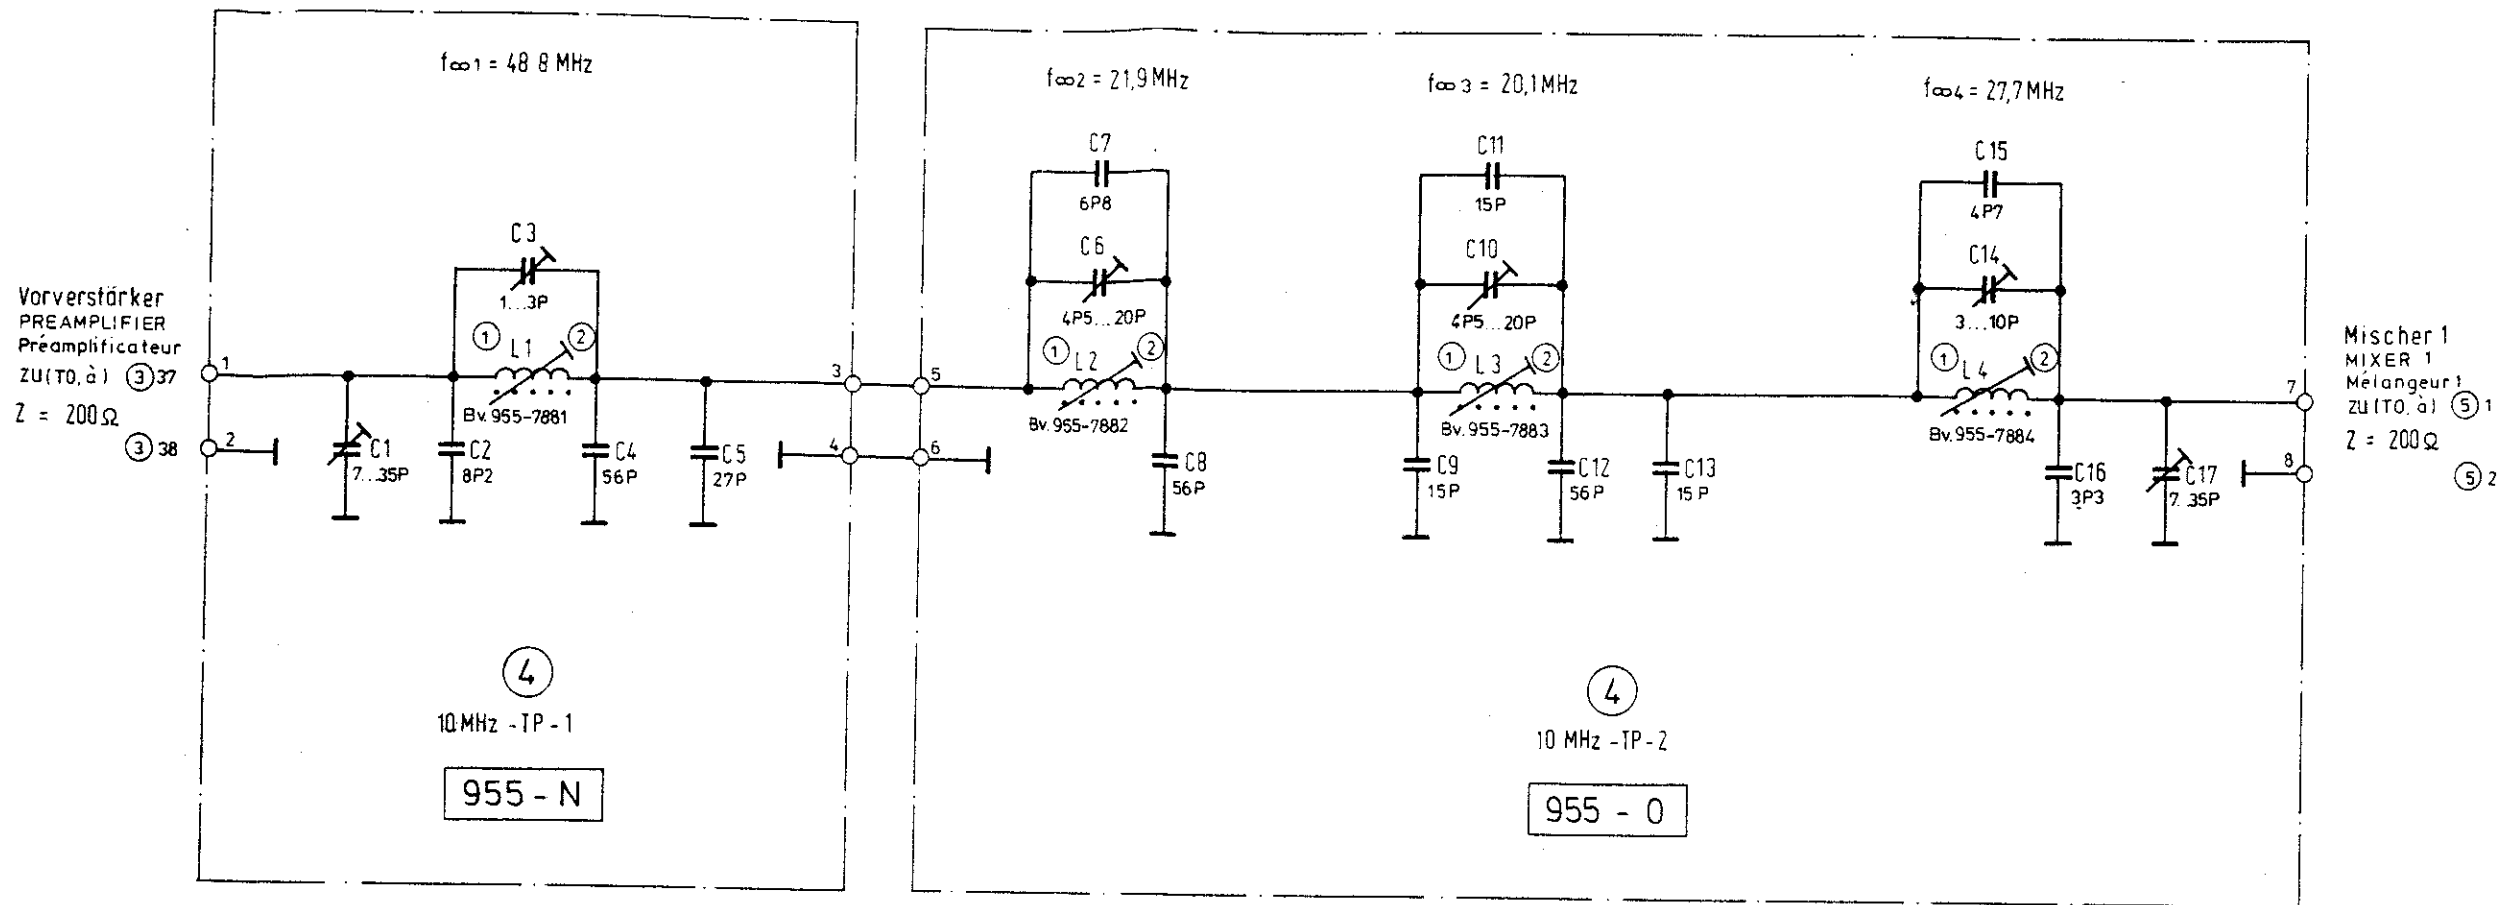 f∞1 = 48 8 MHz
f∞2 = 21,9 MHz
f∞3 = 20,1 MHz
f∞4 = 27,7 MHz
C7
6P8
C11
15P
C15
4P7
C3
1...3P
C6
4P5...20P
C10
4P5...20P
C14
3...10P
Vorverstärker
PREAMPLIFIER
Préamplificateur
ZU (TO, à) ③ 37
Z = 200Ω
③ 38
1
2
① L1 ②
Bv. 955-7881
C1
7...35P
C2
8P2
C4
56P
C5
27P
3
4
5
6
① L2 ②
Bv. 955-7882
C8
56P
① L3 ②
Bv. 955-7883
C9
15P
C12
56P
C13
15P
① L4 ②
Bv. 955-7884
C16
3P3
C17
7...35P
7
8
Mischer 1
MIXER 1
Mélangeur 1
ZU (TO, à) ⑤ 1
Z = 200Ω
⑤ 2
④
10 MHz -TP-1
955 - N
④
10 MHz -TP-2
955 - O